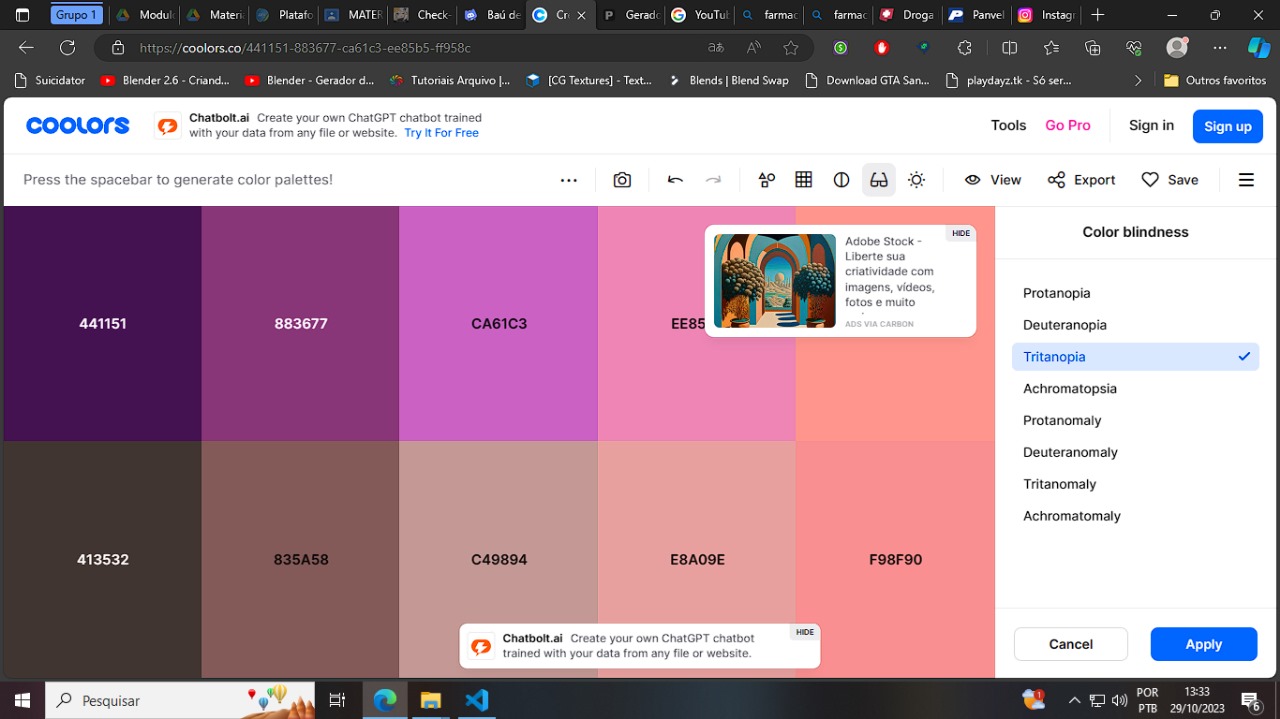 Grupo 1
Modulo
Materia
Platafo
MATER
Check-
Baú de
Co
Gerado
YouTub
farmac
farmac
Droga
Panvel
Instagr
https://coolors.co/441151-883677-ca61c3-ee85b5-ff958c
Suicidator
Blender 2.6 - Criand...
Blender - Gerador d...
Tutoriais Arquivo |...
[CG Textures] - Text...
Blends | Blend Swap
Download GTA San...
playdayz.tk - Só ser...
Outros favoritos
coolors
Chatbolt.ai Create your own ChatGPT chatbot trained
with your data from any file or website. Try It For Free
Tools
Go Pro
Sign in
Sign up
Press the spacebar to generate color palettes!
View
Export
Save
441151
883677
CA61C3
EE85
HIDE
Adobe Stock -
Liberte sua
criatividade com
imagens, vídeos,
fotos e muito
ADS VIA CARBON
413532
835A58
C49894
E8A09E
F98F90
HIDE
Chatbolt.ai Create your own ChatGPT chatbot
trained with your data from any file or website.
Color blindness
Protanopia
Deuteranopia
Tritanopia
Achromatopsia
Protanomaly
Deuteranomaly
Tritanomaly
Achromatomaly
Cancel
Apply
Pesquisar
1
POR
PTB
13:33
29/10/2023
6